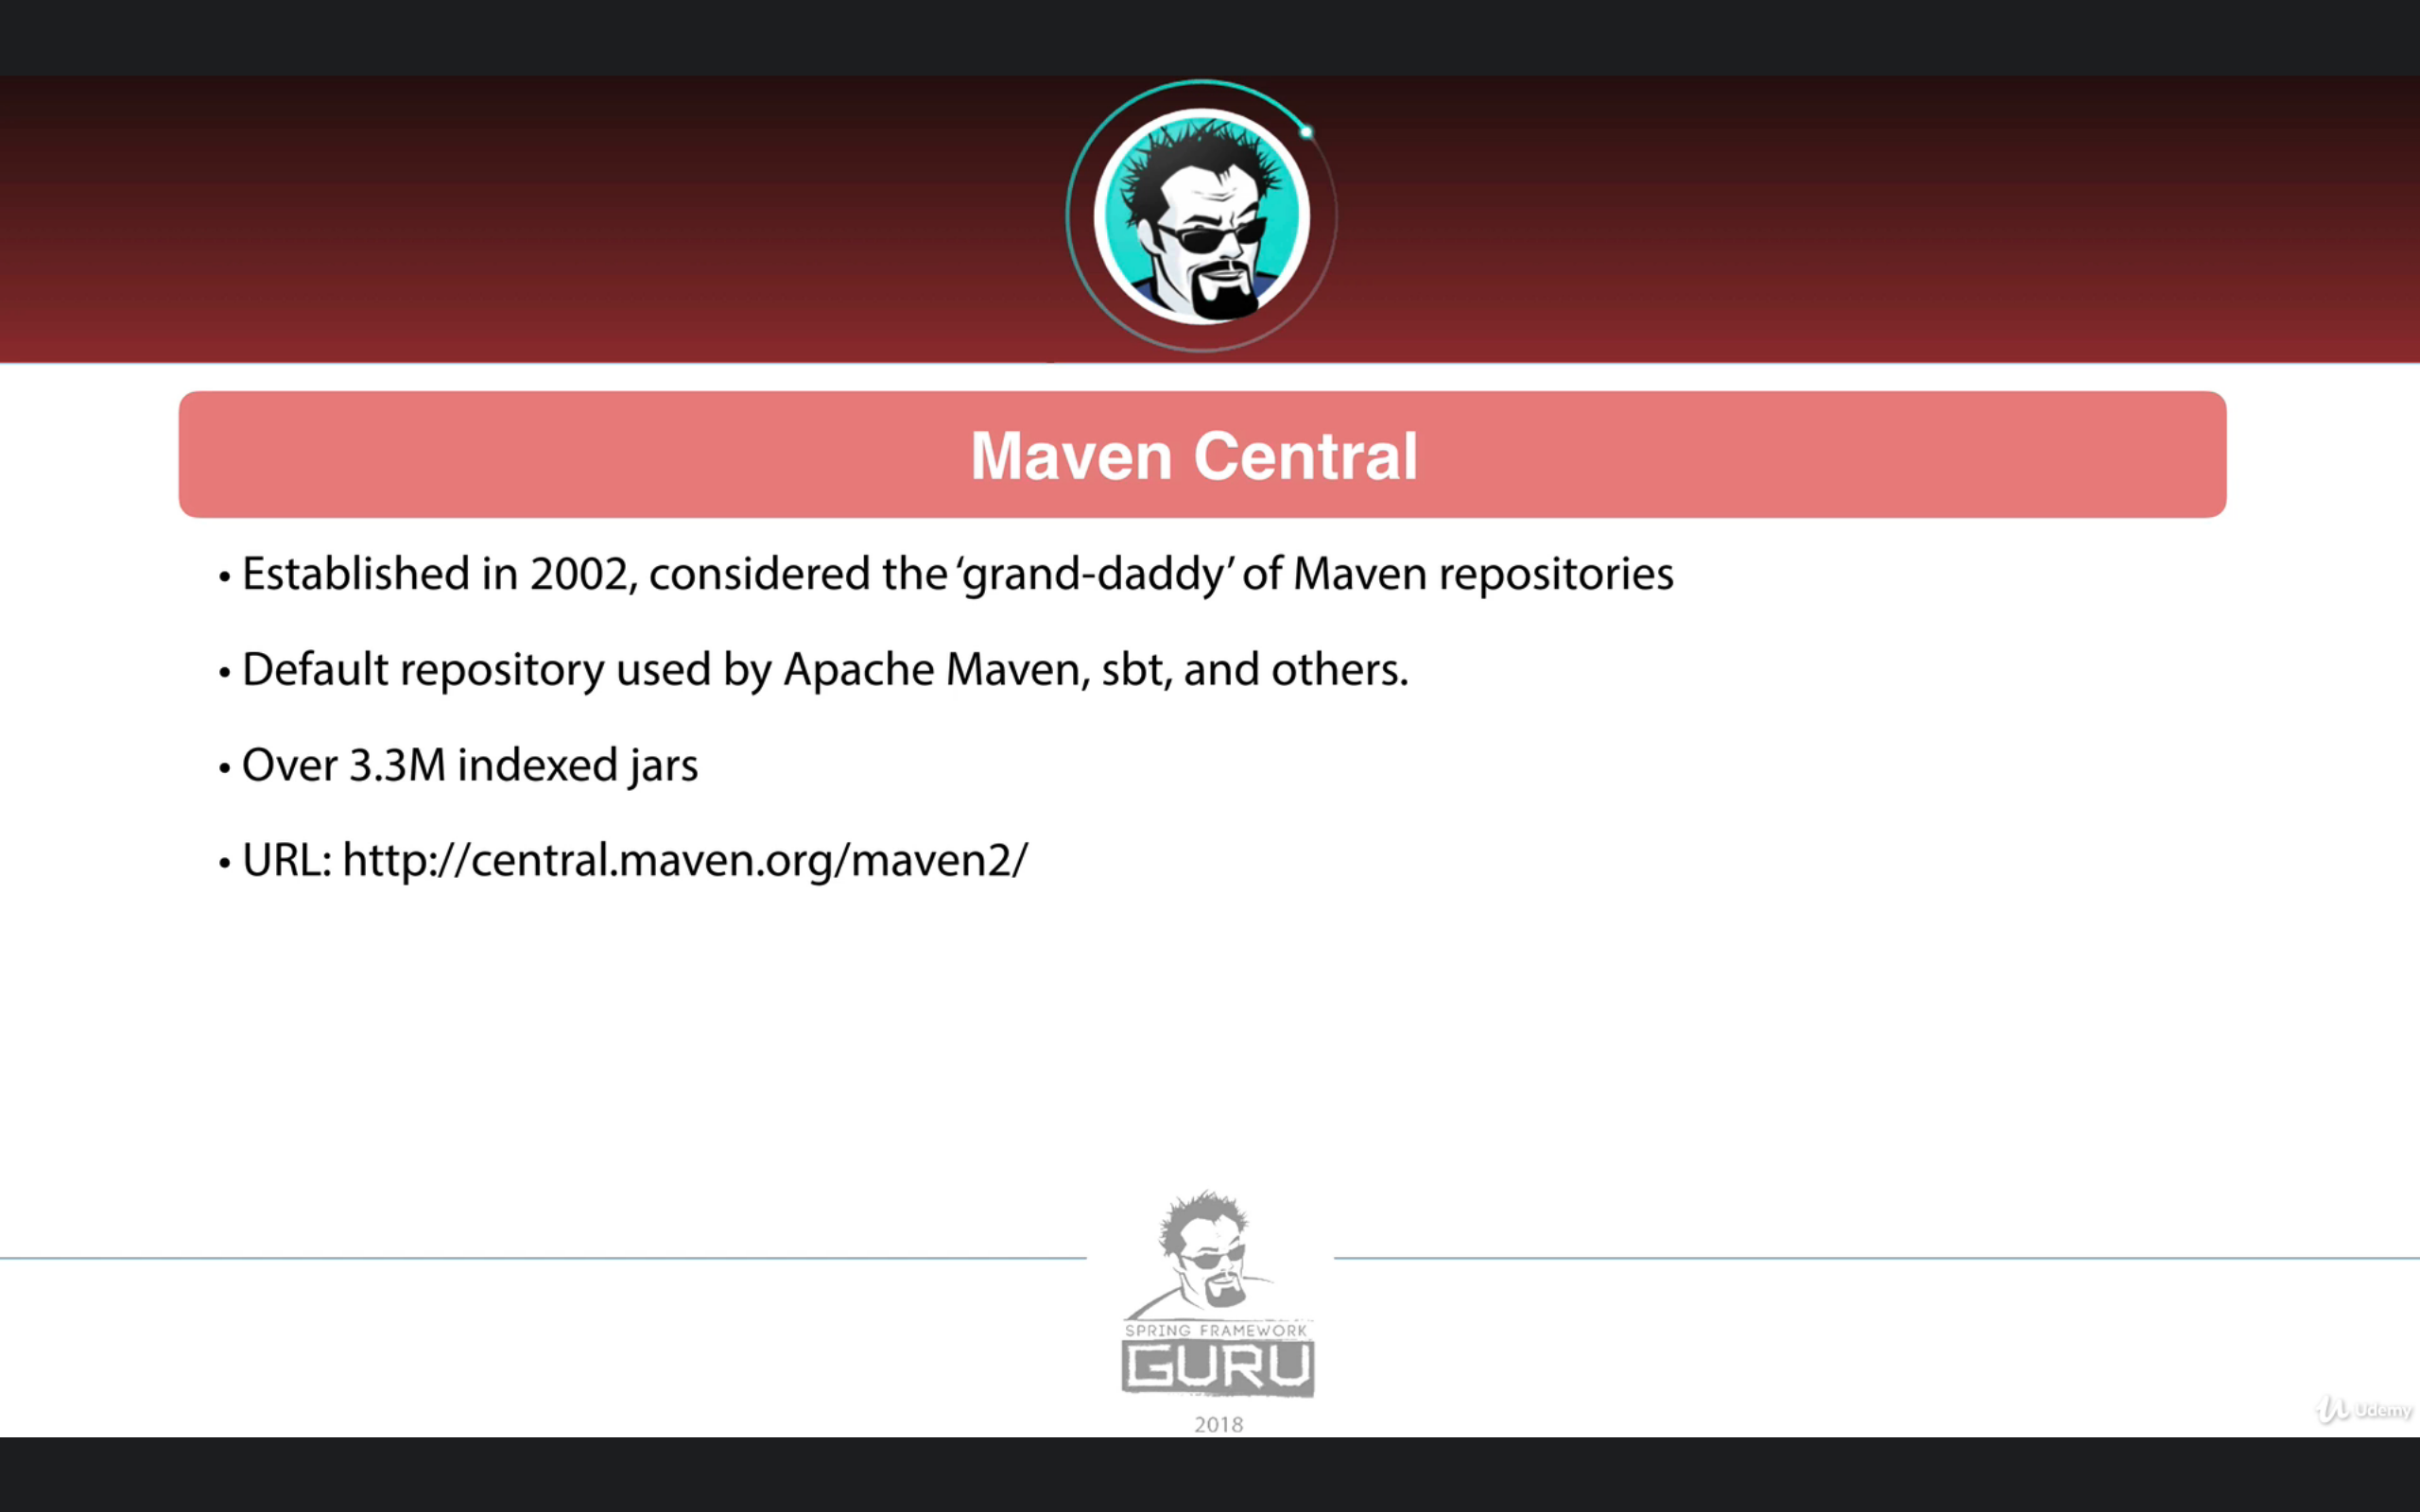 Maven Central
• Established in 2002, considered the ‘grand-daddy’ of Maven repositories
• Default repository used by Apache Maven, sbt, and others.
• Over 3.3M indexed jars
• URL: http://central.maven.org/maven2/
SPRING FRAMEWORK
GURU
2018
Udemy